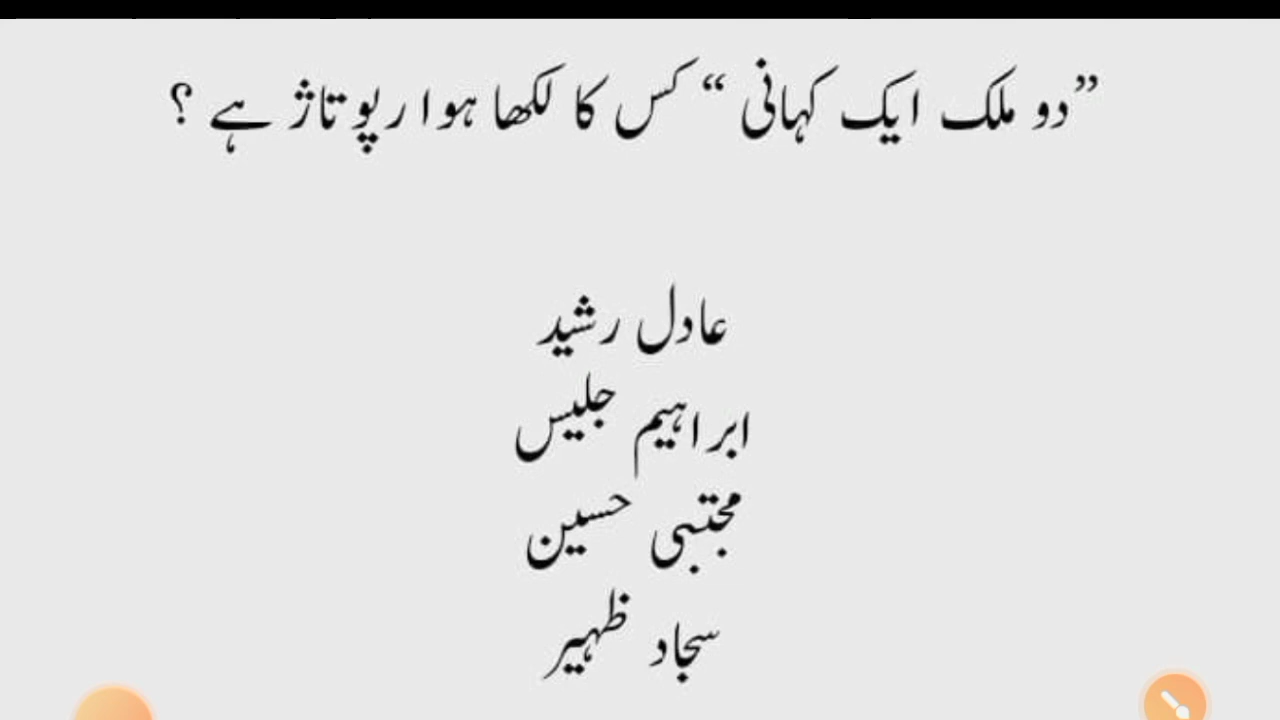 ”دو ملک ایک کہانی “ کس کا لکھا ہوا رپوتاژ ہے ؟
عادل رشید
ابراہیم جلیس
مجتبی حسین
سجاد ظہیر